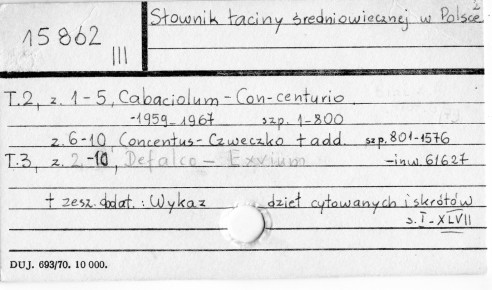 15862 III
Słownik łaciny średniowiecznej w Polsce 2
T.2, z. 1-5, Cabaciolum - Con-centurio
-1959-1967 szp. 1-800
z. 6-10, Concentus - Czweczko + add. szp. 801-1576
T.3, z. 2-10, Defalco - Exvium -inw. 61627
+ zesz. dodat. : Wykaz dzieł cytowanych i skrótów
s. I-XLVII
DUJ. 693/70. 10 000.